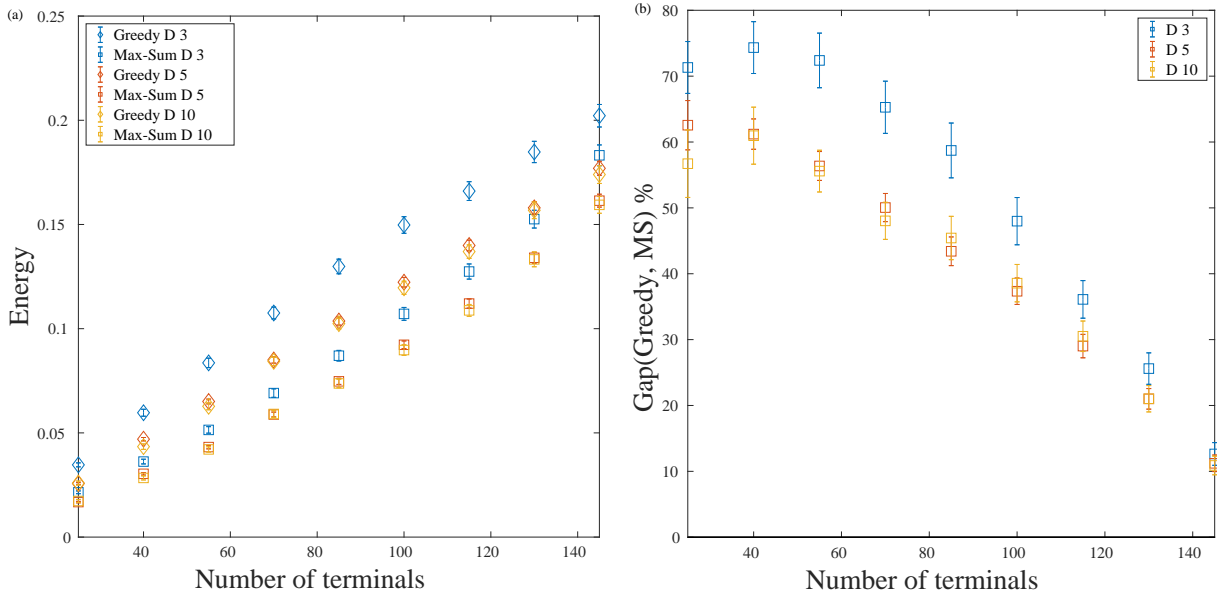 (a)
0.25
0.2
0.15
0.1
0.05
0
Energy
Greedy D 3
Max-Sum D 3
Greedy D 5
Max-Sum D 5
Greedy D 10
Max-Sum D 10
40
60
80
100
120
140
Number of terminals
(b)
80
70
60
50
40
30
20
10
0
Gap(Greedy, MS) %
D 3
D 5
D 10
40
60
80
100
120
140
Number of terminals